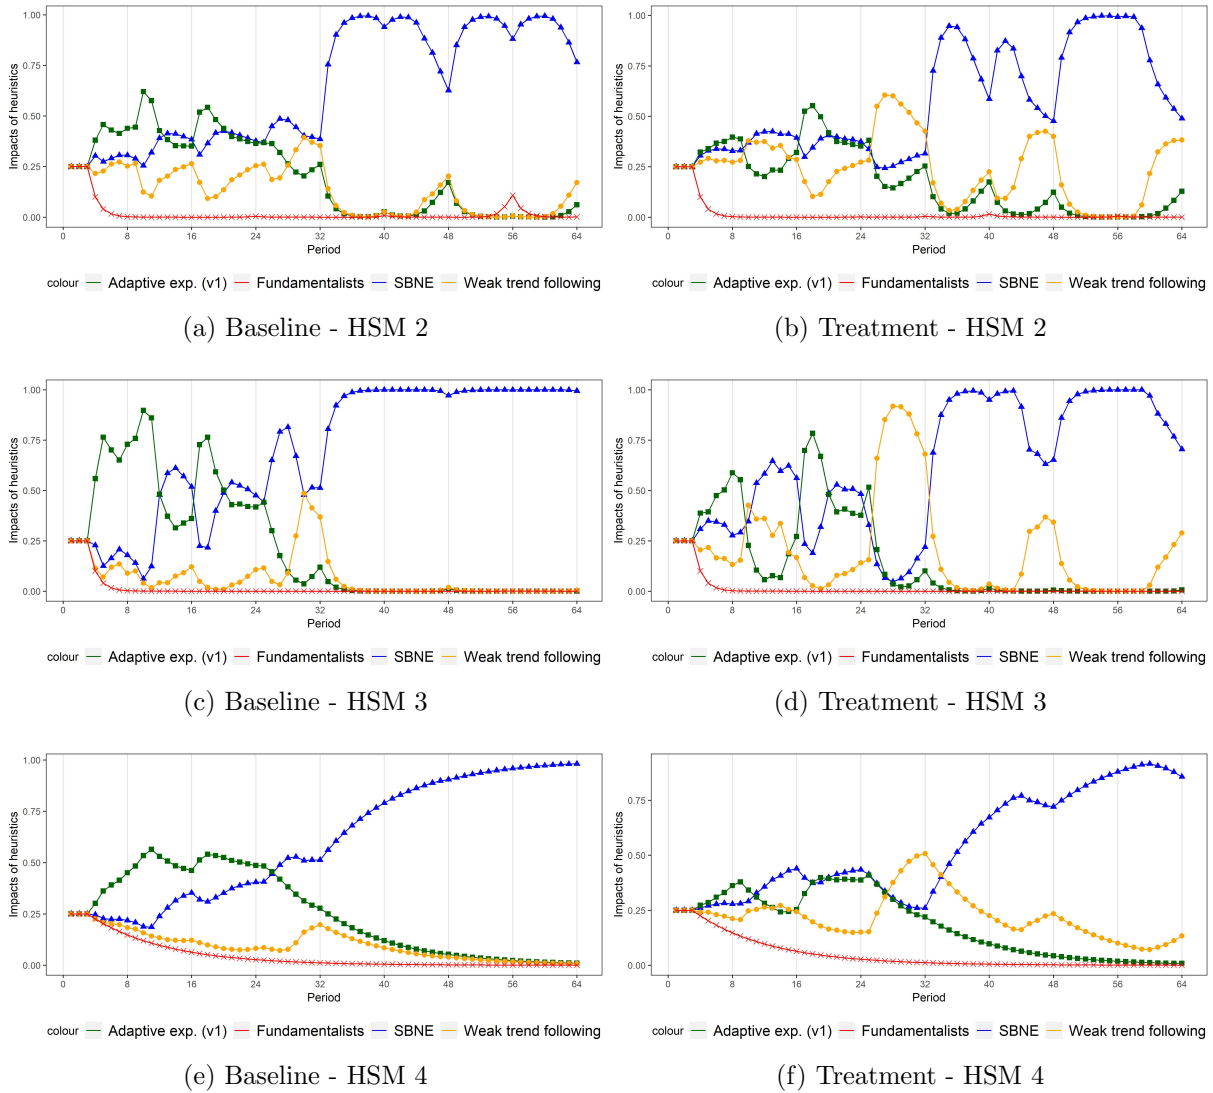 1.00
0.75
0.50
0.25
0.00
Impacts of heuristics
0 8 16 24 32 40 48 56 64
Period
colour Adaptive exp. (v1) Fundamentalists SBNE Weak trend following
(a) Baseline - HSM 2
1.00
0.75
0.50
0.25
0.00
Impacts of heuristics
0 8 16 24 32 40 48 56 64
Period
colour Adaptive exp. (v1) Fundamentalists SBNE Weak trend following
(b) Treatment - HSM 2
1.00
0.75
0.50
0.25
0.00
Impacts of heuristics
0 8 16 24 32 40 48 56 64
Period
colour Adaptive exp. (v1) Fundamentalists SBNE Weak trend following
(c) Baseline - HSM 3
1.00
0.75
0.50
0.25
0.00
Impacts of heuristics
0 8 16 24 32 40 48 56 64
Period
colour Adaptive exp. (v1) Fundamentalists SBNE Weak trend following
(d) Treatment - HSM 3
1.00
0.75
0.50
0.25
0.00
Impacts of heuristics
0 8 16 24 32 40 48 56 64
Period
colour Adaptive exp. (v1) Fundamentalists SBNE Weak trend following
(e) Baseline - HSM 4
0.75
0.50
0.25
0.00
Impacts of heuristics
0 8 16 24 32 40 48 56 64
Period
colour Adaptive exp. (v1) Fundamentalists SBNE Weak trend following
(f) Treatment - HSM 4